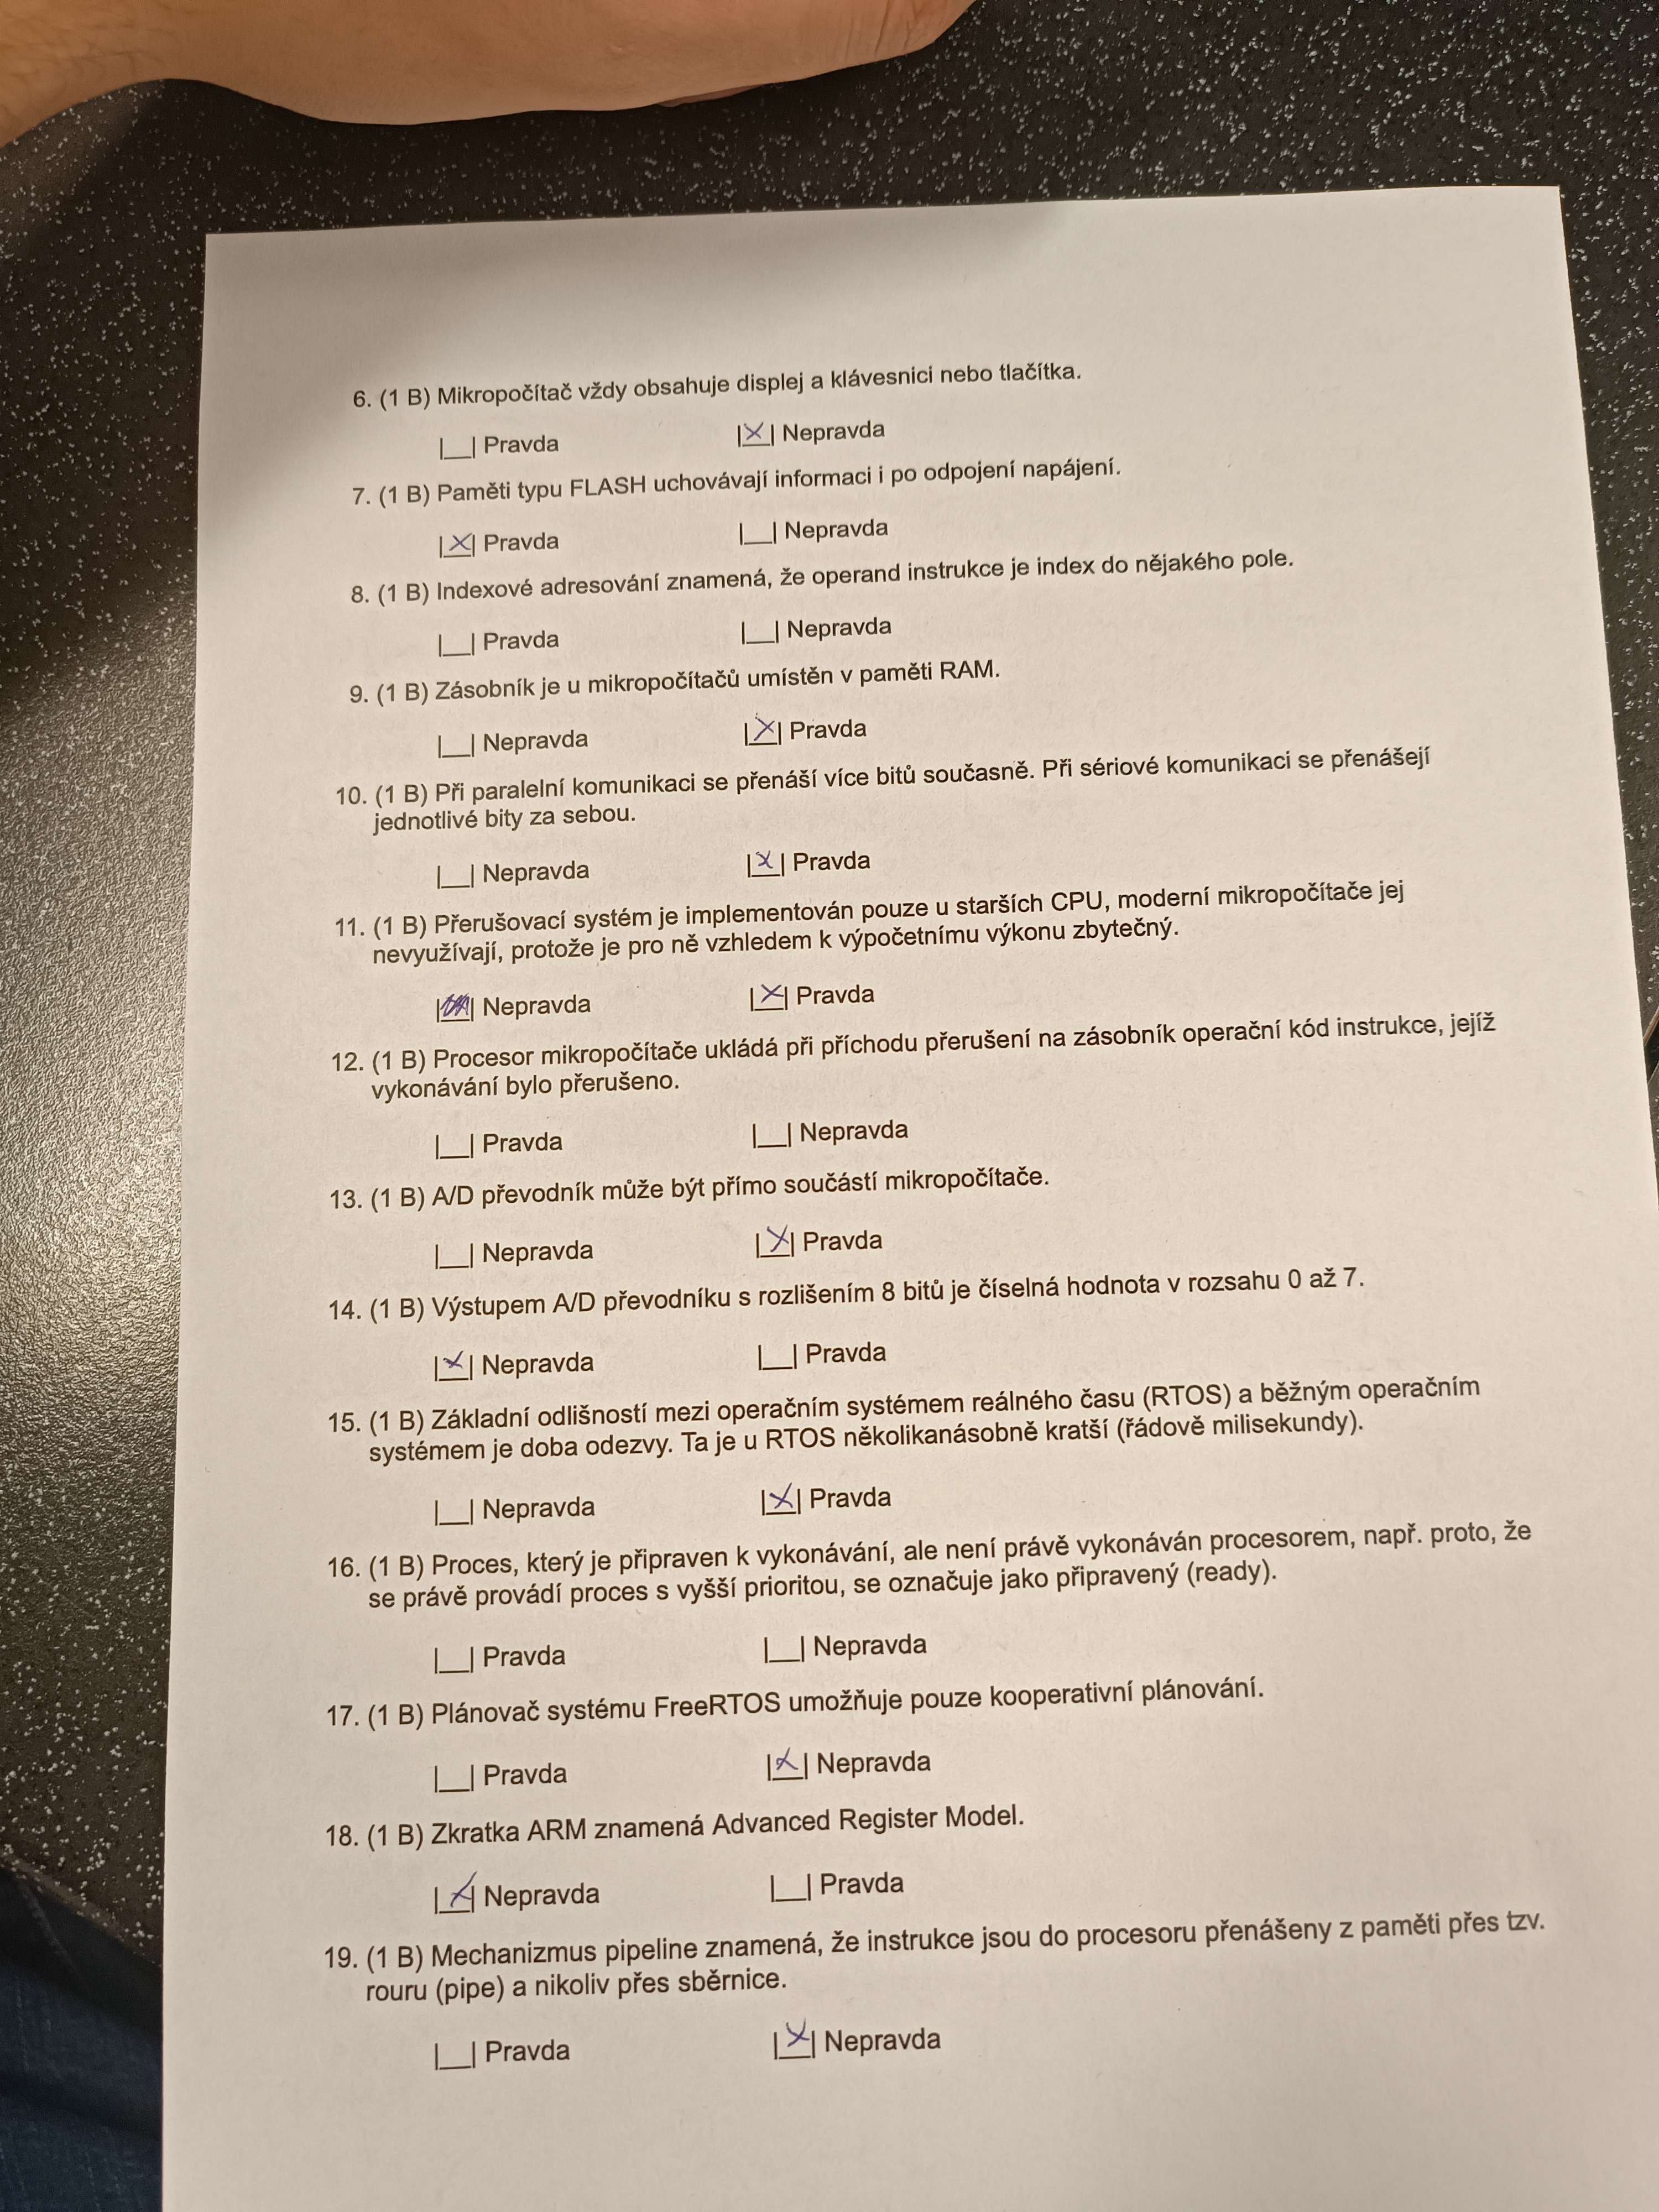 6. (1 B) Mikropočítač vždy obsahuje displej a klávesnici nebo tlačítka.
|__| Pravda |X| Nepravda
7. (1 B) Paměti typu FLASH uchovávají informaci i po odpojení napájení.
|X| Pravda |__| Nepravda
8. (1 B) Indexové adresování znamená, že operand instrukce je index do nějakého pole.
|__| Pravda |__| Nepravda
9. (1 B) Zásobník je u mikropočítačů umístěn v paměti RAM.
|__| Nepravda |X| Pravda
10. (1 B) Při paralelní komunikaci se přenáší více bitů současně. Při sériové komunikaci se přenášejí
jednotlivé bity za sebou.
|__| Nepravda |X| Pravda
11. (1 B) Přerušovací systém je implementován pouze u starších CPU, moderní mikropočítače jej
nevyužívají, protože je pro ně vzhledem k výpočetnímu výkonu zbytečný.
|__| Nepravda |X| Pravda
12. (1 B) Procesor mikropočítače ukládá při příchodu přerušení na zásobník operační kód instrukce, jejíž
vykonávání bylo přerušeno.
|__| Pravda |__| Nepravda
13. (1 B) A/D převodník může být přímo součástí mikropočítače.
|__| Nepravda |X| Pravda
14. (1 B) Výstupem A/D převodníku s rozlišením 8 bitů je číselná hodnota v rozsahu 0 až 7.
|X| Nepravda |__| Pravda
15. (1 B) Základní odlišností mezi operačním systémem reálného času (RTOS) a běžným operačním
systémem je doba odezvy. Ta je u RTOS několikanásobně kratší (řádově milisekundy).
|__| Nepravda |X| Pravda
16. (1 B) Proces, který je připraven k vykonávání, ale není právě vykonáván procesorem, např. proto, že
se právě provádí proces s vyšší prioritou, se označuje jako připravený (ready).
|__| Pravda |__| Nepravda
17. (1 B) Plánovač systému FreeRTOS umožňuje pouze kooperativní plánování.
|__| Pravda |X| Nepravda
18. (1 B) Zkratka ARM znamená Advanced Register Model.
|X| Nepravda |__| Pravda
19. (1 B) Mechanizmus pipeline znamená, že instrukce jsou do procesoru přenášeny z paměti přes tzv.
rouru (pipe) a nikoliv přes sběrnice.
|__| Pravda |X| Nepravda